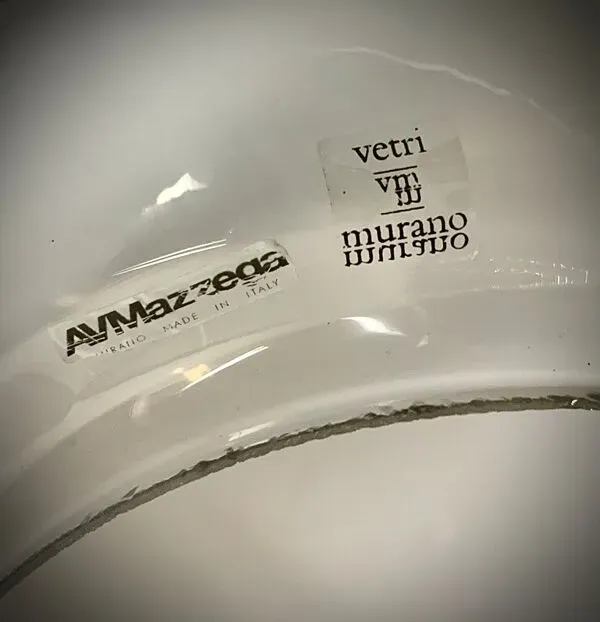 vetri
vm
murano
AVMazzega
MURANO MADE IN ITALY